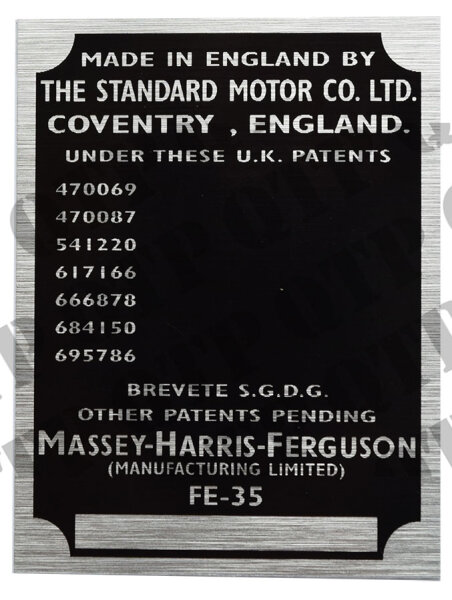 MADE IN ENGLAND BY
THE STANDARD MOTOR CO. LTD.
COVENTRY , ENGLAND.
UNDER THESE U.K. PATENTS
470069
470087
541220
617166
666878
684150
695786
BREVETE S.G.D.G.
OTHER PATENTS PENDING
MASSEY-HARRIS-FERGUSON
(MANUFACTURING LIMITED)
FE-35